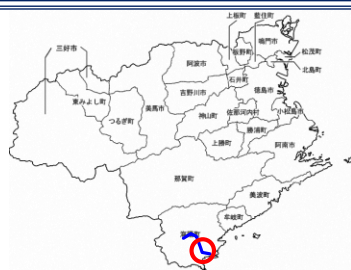 上板町 藍住町
三好市
鳴門市
松茂町
板野町
阿波市
北島町
石井町
吉野川市
徳島市
東みよし町
美馬市
つるぎ町
神山町
佐那河内村
小松島市
勝浦町
上勝町
阿南市
那賀町
美波町
牟岐町